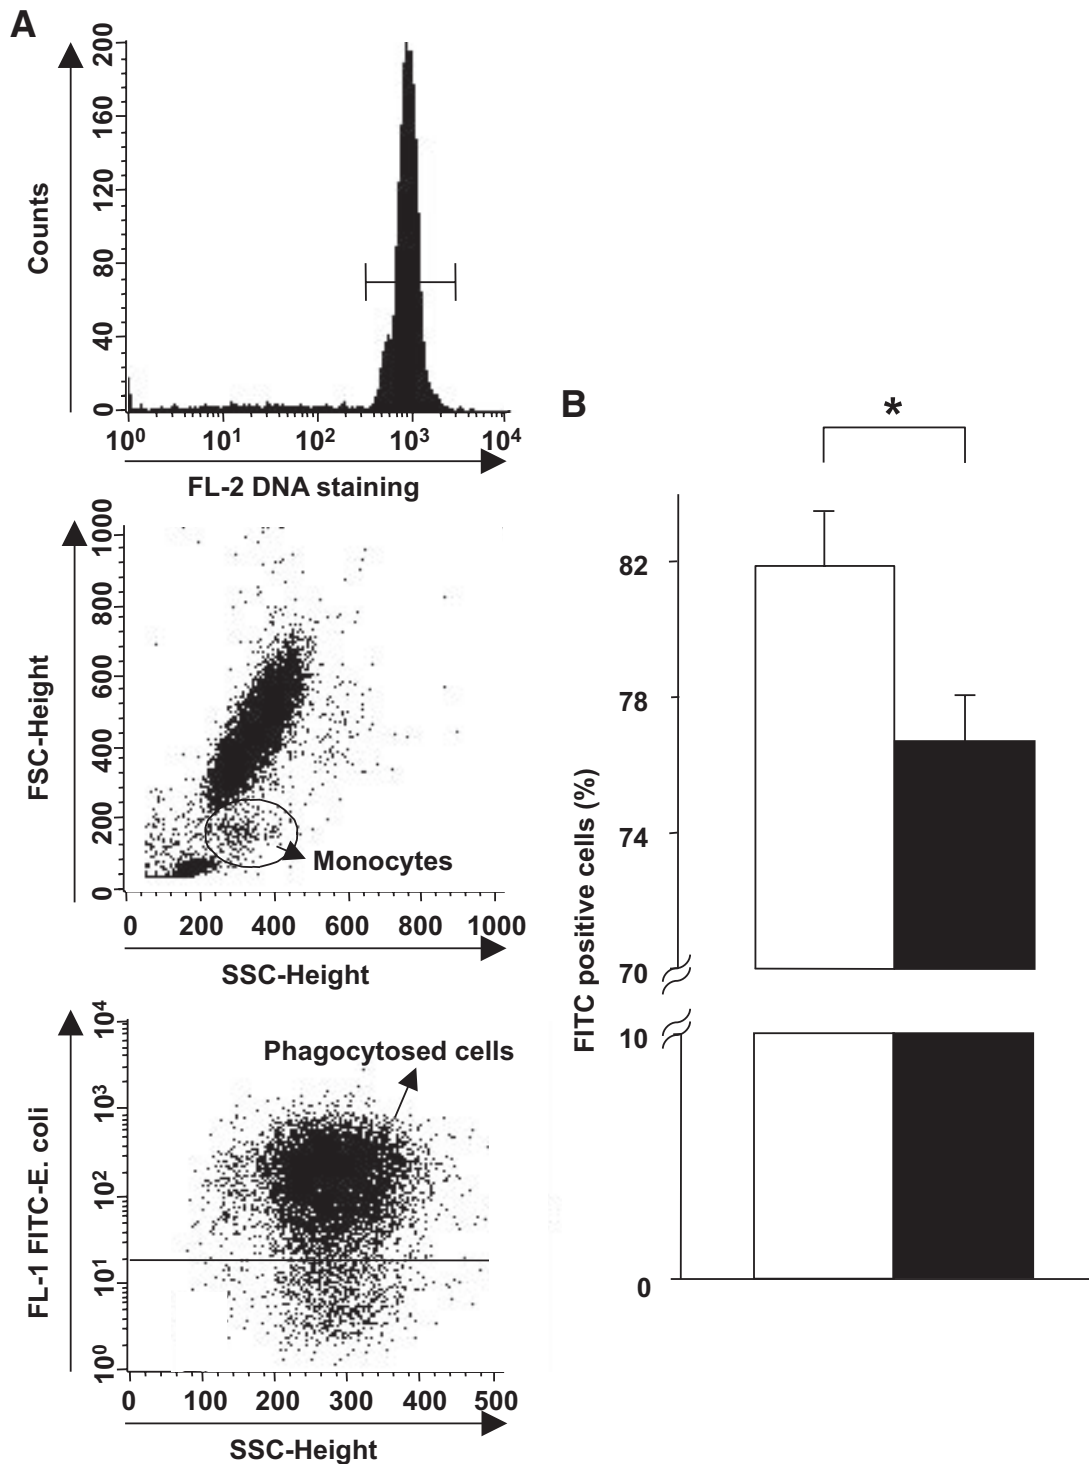 A
Counts
200
160
120
80
40
0
10⁰ 10¹ 10² 10³ 10⁴
FL-2 DNA staining
FSC-Height
1000
800
600
400
200
0
Monocytes
0 200 400 600 800 1000
SSC-Height
FL-1 FITC-E. coli
10⁴
10³
10²
10¹
10⁰
Phagocytosed cells
0 100 200 300 400 500
SSC-Height
B
*
FITC positive cells (%)
82
78
74
70
10
0